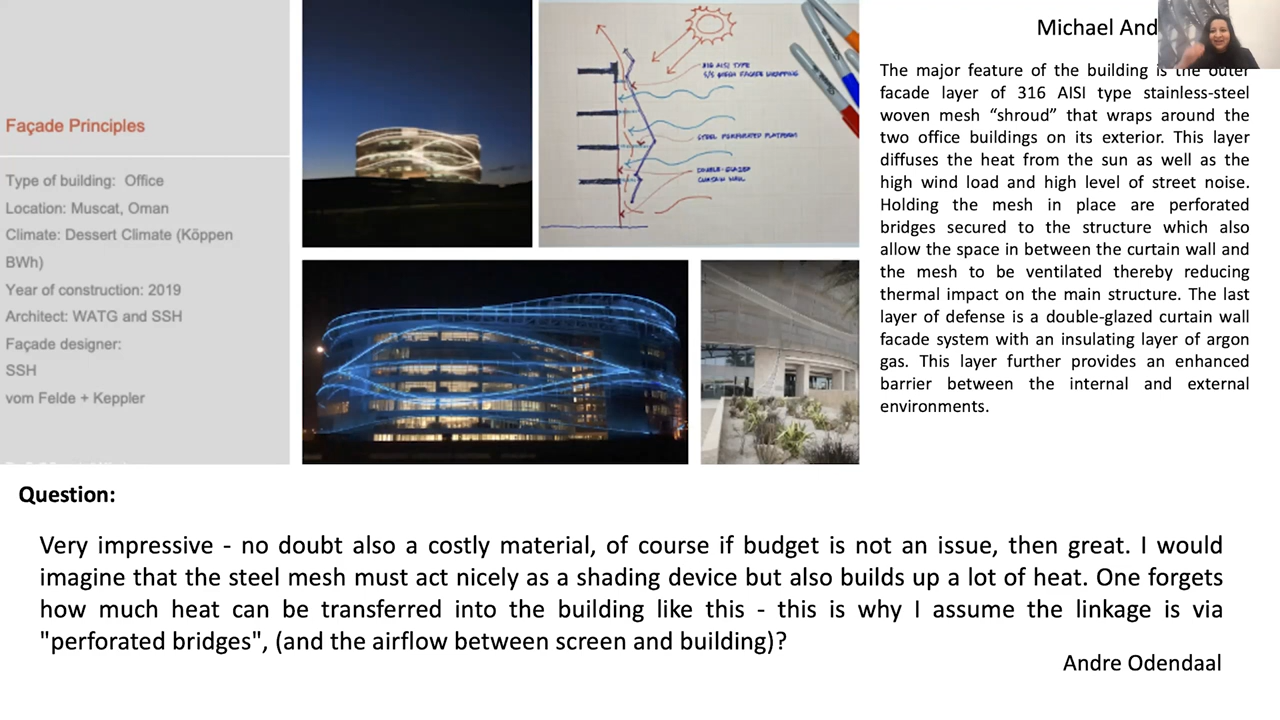 Façade Principles
Type of building: Office
Location: Muscat, Oman
Climate: Dessert Climate (Köppen
BWh)
Year of construction: 2019
Architect: WATG and SSH
Façade designer:
SSH
vom Felde + Keppler
316 AISI TYPE
S/S MESH FACADE WRAPPING
STEEL PERFORATED PLATFORM
DOUBLE-GLAZED
CURTAIN WALL
Michael And
The major feature of the building is the outer
facade layer of 316 AISI type stainless-steel
woven mesh “shroud” that wraps around the
two office buildings on its exterior. This layer
diffuses the heat from the sun as well as the
high wind load and high level of street noise.
Holding the mesh in place are perforated
bridges secured to the structure which also
allow the space in between the curtain wall and
the mesh to be ventilated thereby reducing
thermal impact on the main structure. The last
layer of defense is a double-glazed curtain wall
facade system with an insulating layer of argon
gas. This layer further provides an enhanced
barrier between the internal and external
environments.
Question:
Very impressive - no doubt also a costly material, of course if budget is not an issue, then great. I would
imagine that the steel mesh must act nicely as a shading device but also builds up a lot of heat. One forgets
how much heat can be transferred into the building like this - this is why I assume the linkage is via
"perforated bridges", (and the airflow between screen and building)?
Andre Odendaal